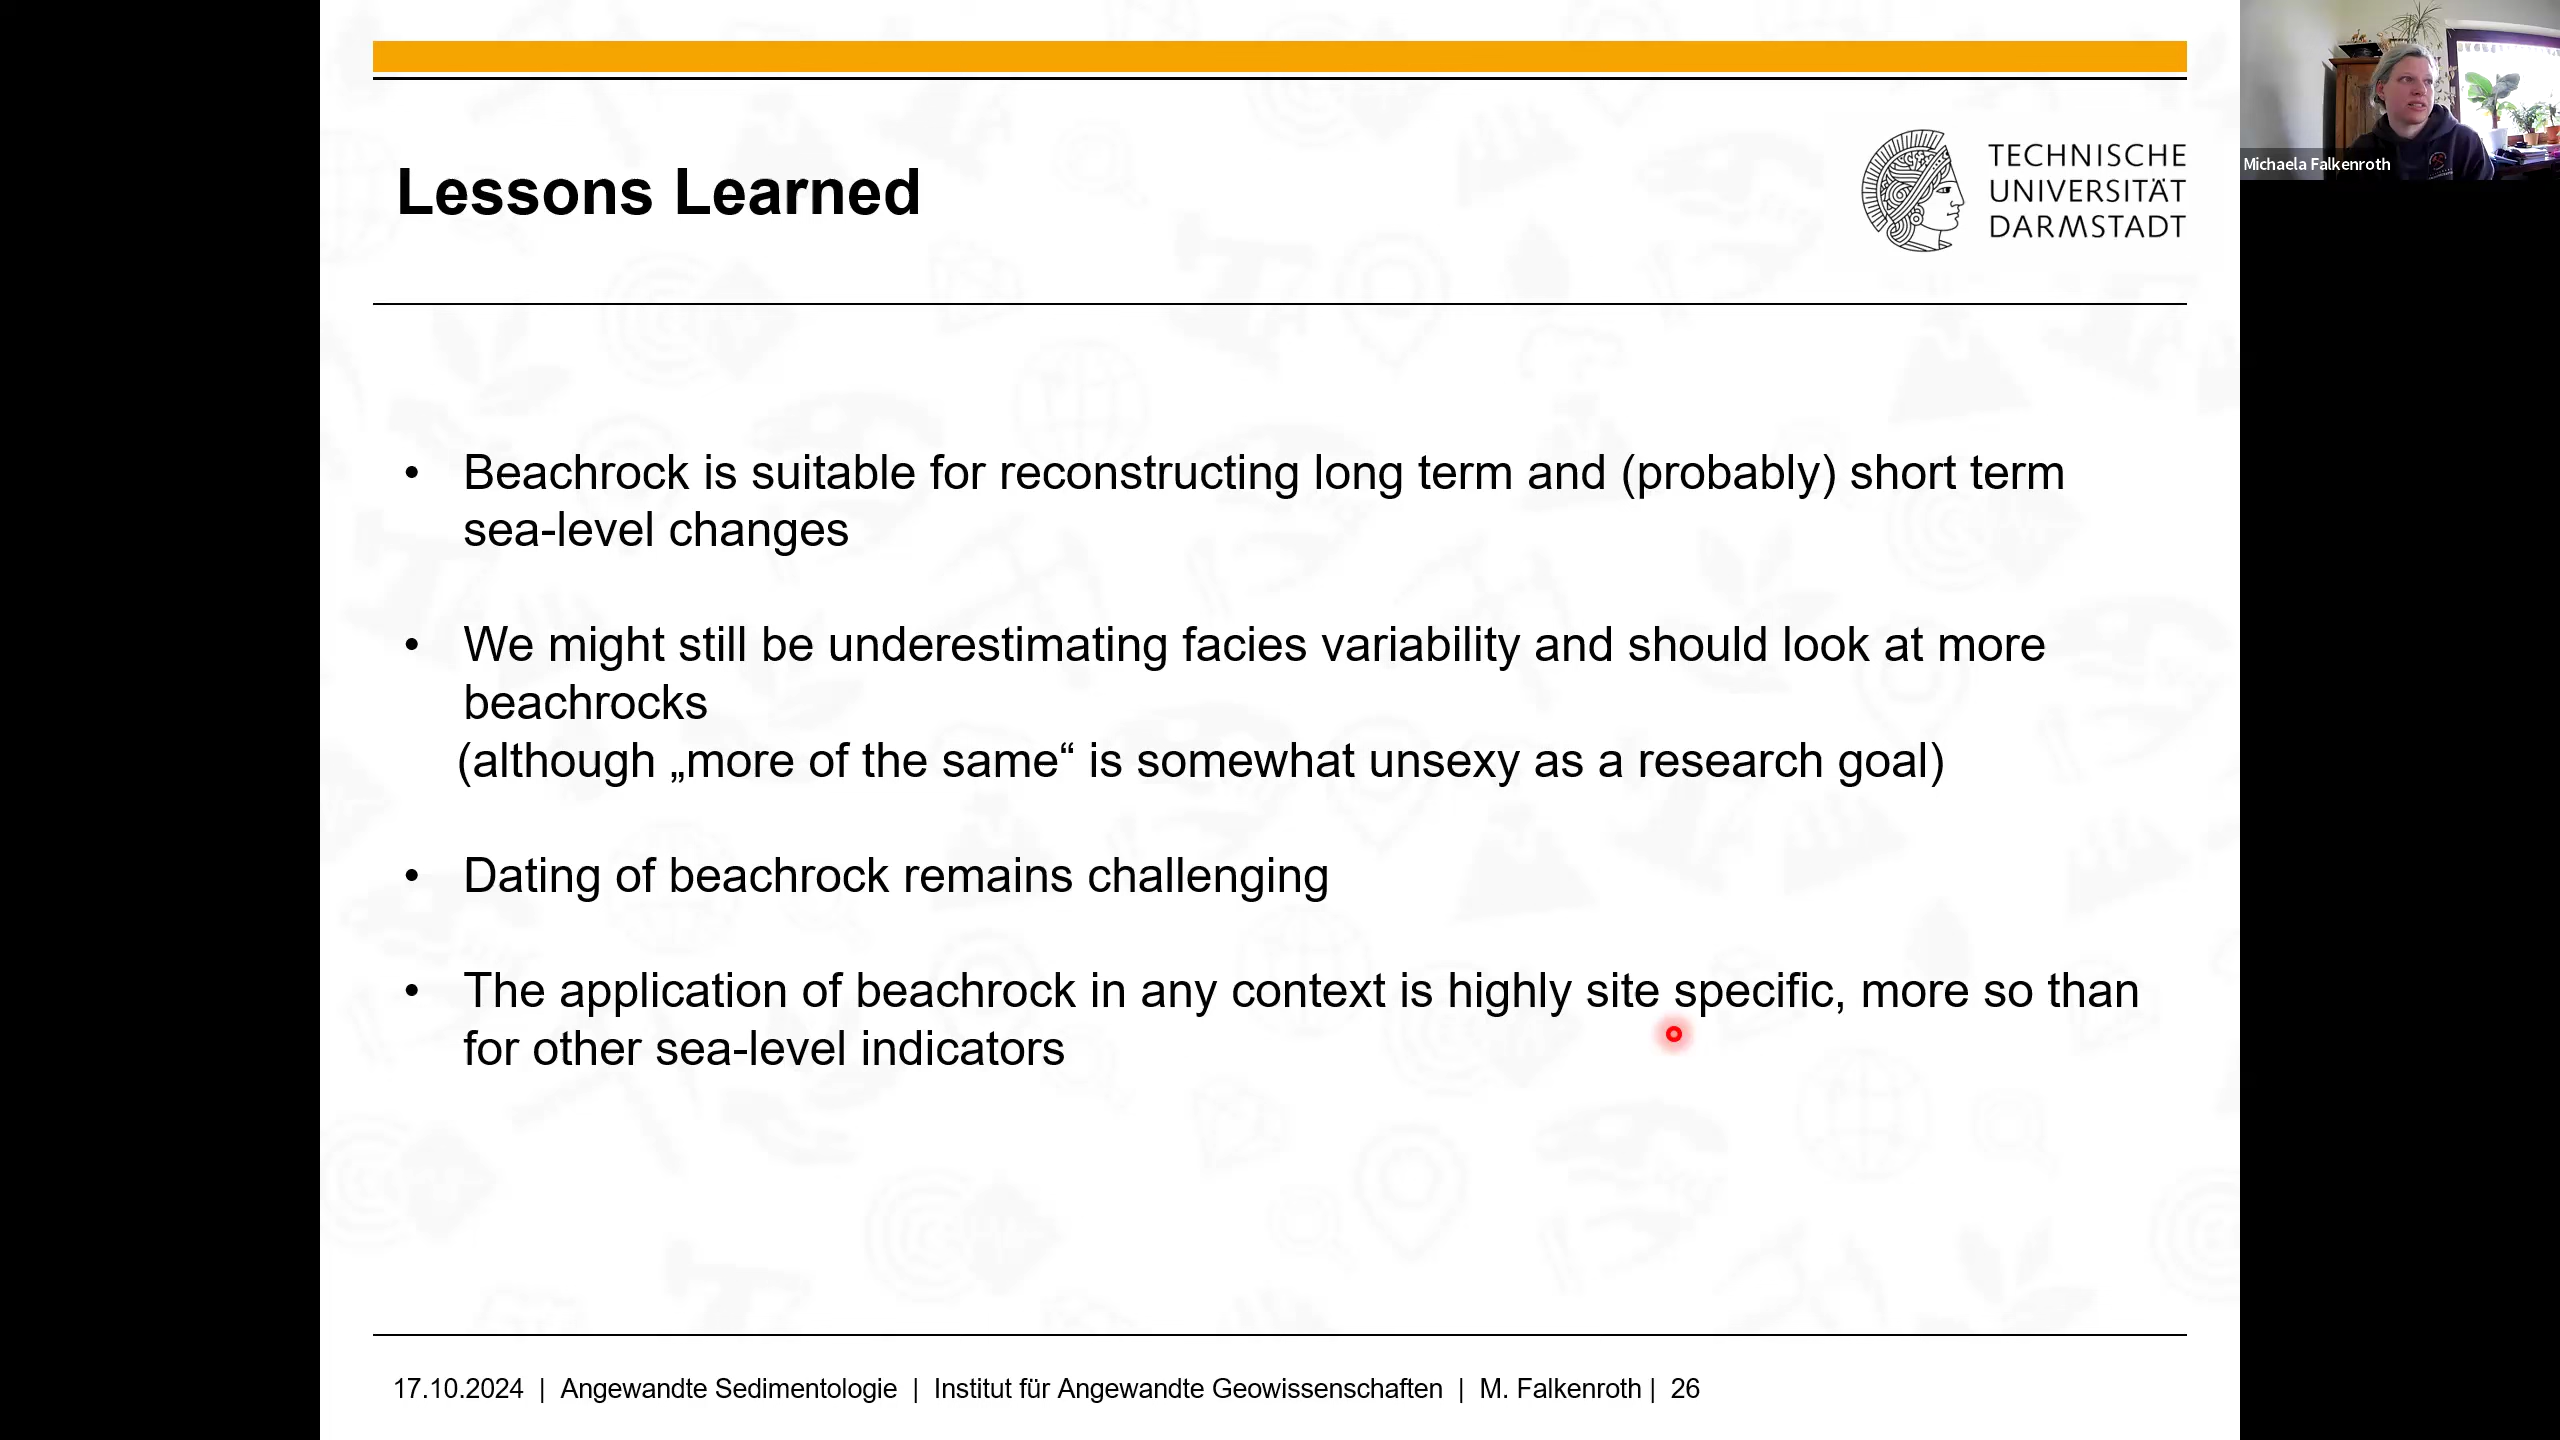 Lessons Learned
TECHNISCHE
UNIVERSITÄT
DARMSTADT
Michaela Falkenroth
• Beachrock is suitable for reconstructing long term and (probably) short term
sea-level changes
• We might still be underestimating facies variability and should look at more
beachrocks
(although „more of the same“ is somewhat unsexy as a research goal)
• Dating of beachrock remains challenging
• The application of beachrock in any context is highly site specific, more so than
for other sea-level indicators
17.10.2024 | Angewandte Sedimentologie | Institut für Angewandte Geowissenschaften | M. Falkenroth | 26